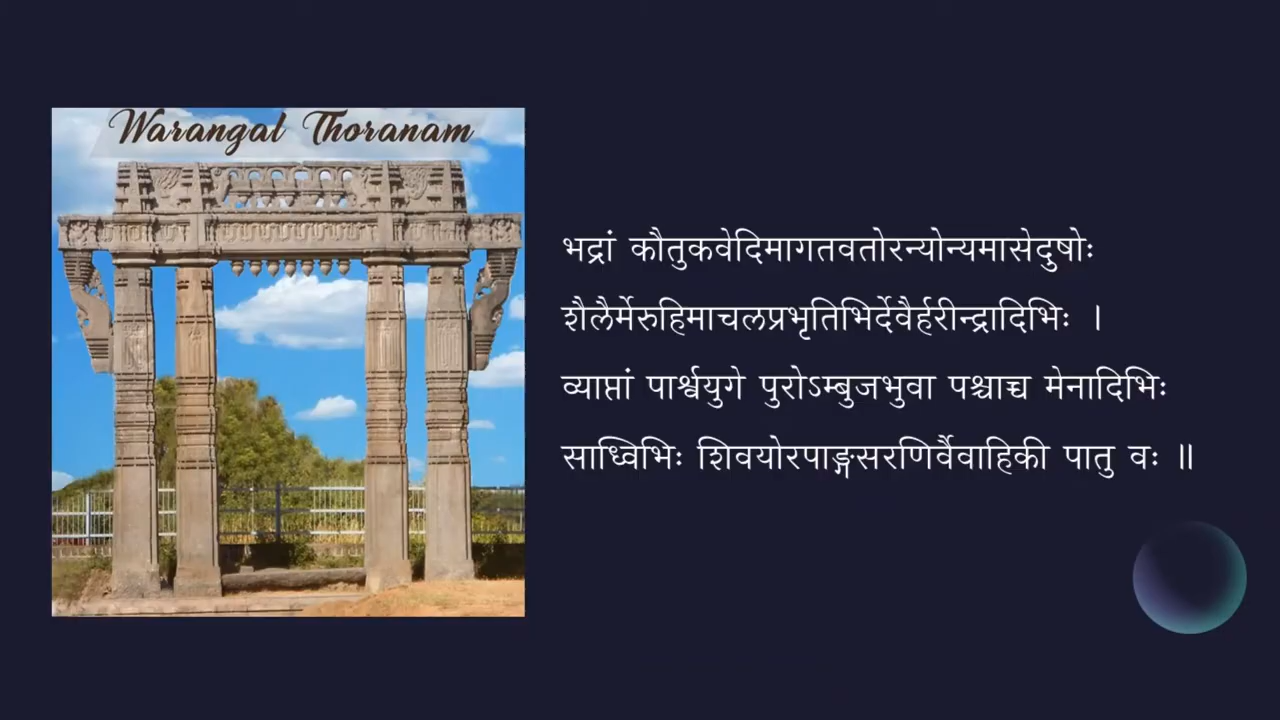 Warangal Thoranam
भद्रां कौतुकवेदिमागतवतोरन्योन्यमासेदुषोः
शैलैर्मेरुहिमाचलप्रभृतिभिर्देवैर्हरीन्द्रादिभिः ।
व्याप्तां पार्श्वयुगे पुरोऽम्बुजभुवा पश्चाच्च मेनादिभिः
साध्विभिः शिवयोरपाङ्गसरणिर्वैवाहिकी पातु वः ॥